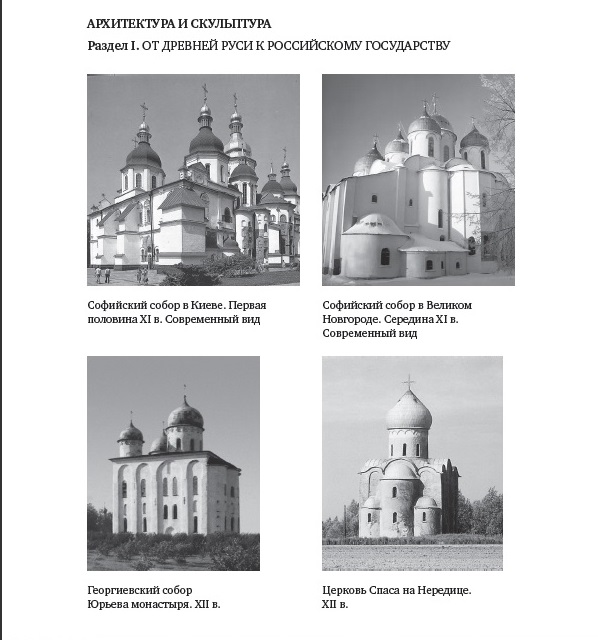 АРХИТЕКТУРА И СКУЛЬПТУРА
Раздел I. ОТ ДРЕВНЕЙ РУСИ К РОССИЙСКОМУ ГОСУДАРСТВУ
Софийский собор в Киеве. Первая
половина XI в. Современный вид
Софийский собор в Великом
Новгороде. Середина XI в.
Современный вид
Георгиевский собор
Юрьева монастыря. XII в.
Церковь Спаса на Нередице.
XII в.